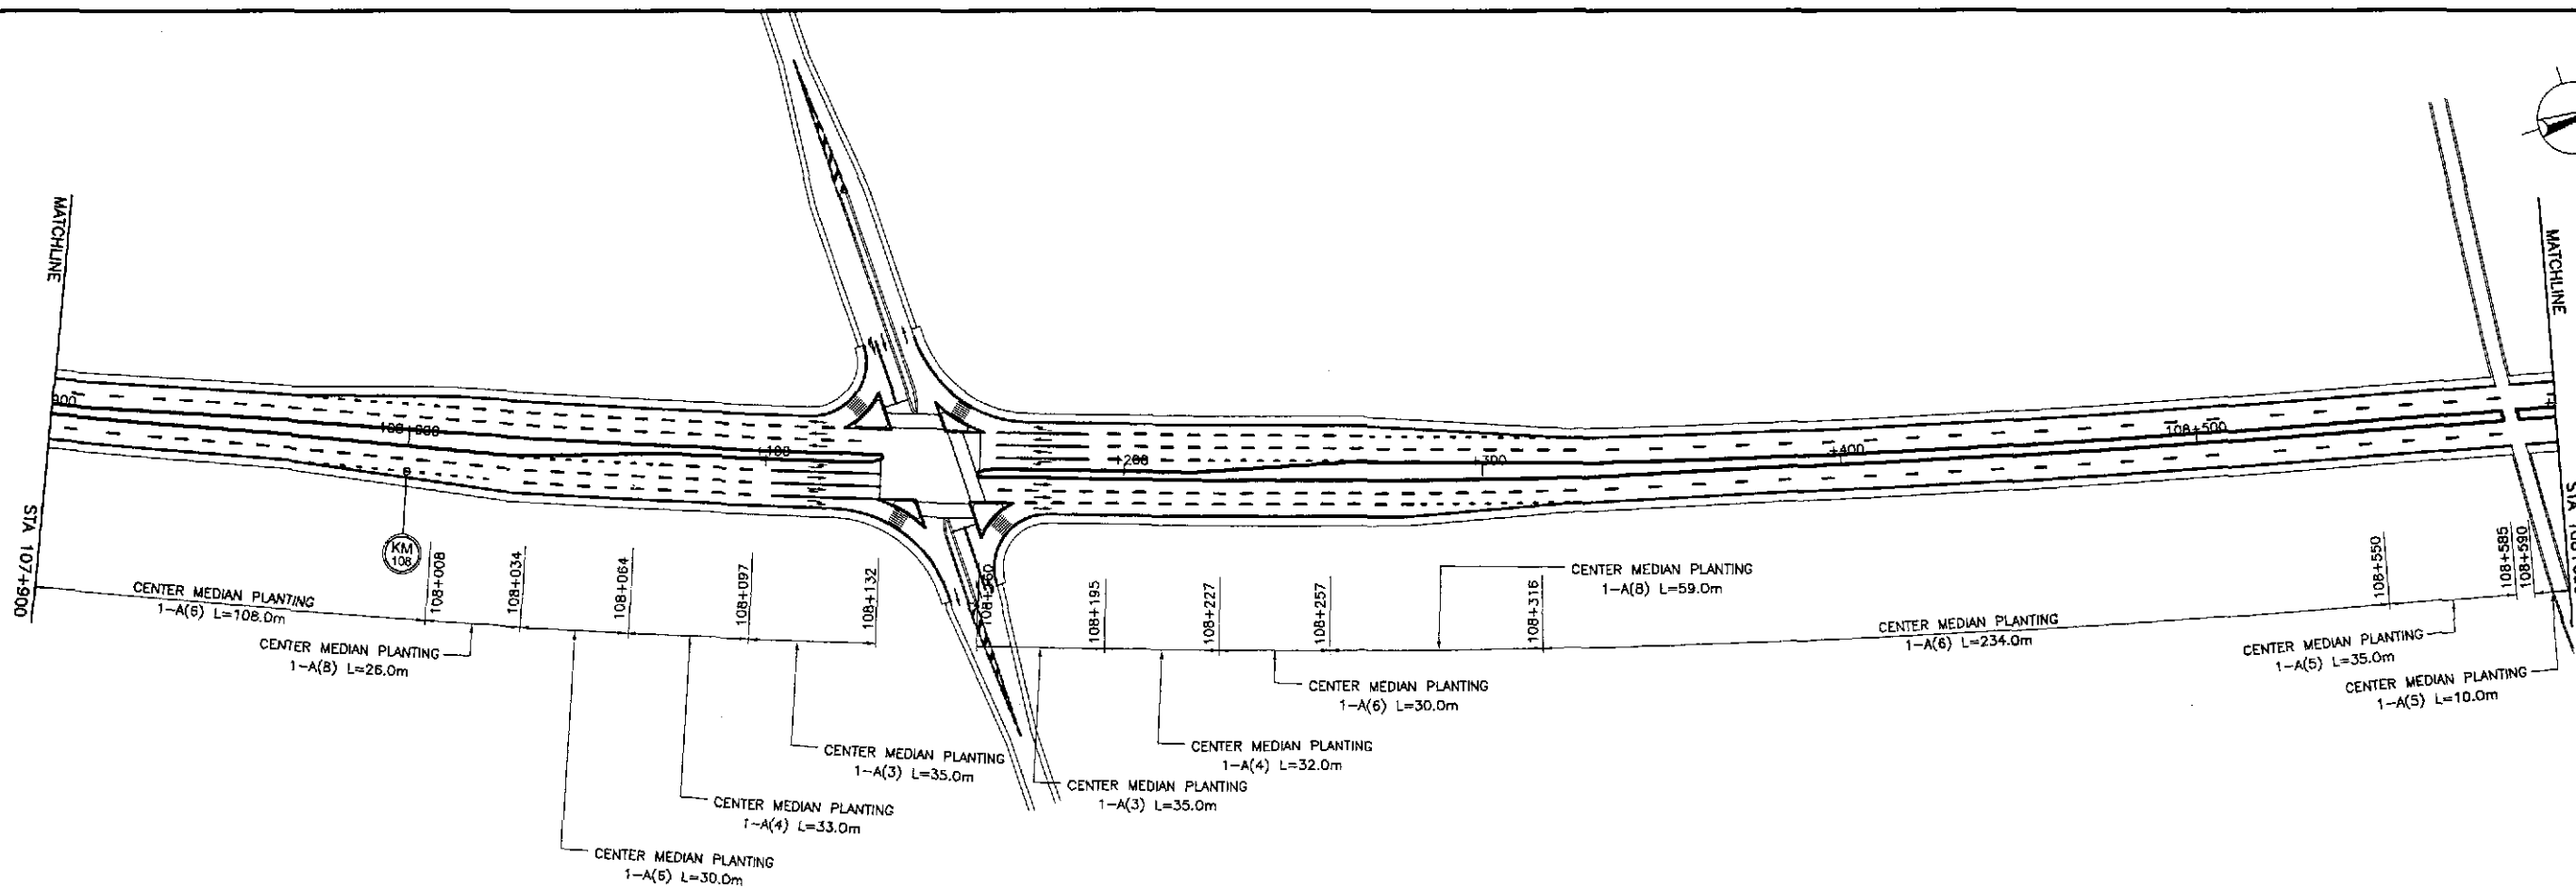 MATCHLINE
STA 107+900
900
108+000
+100
+200
+300
+400
108+500
MATCHLINE
KM
108
108+008
108+034
108+064
108+097
108+132
108+160
108+195
108+227
108+257
108+316
108+550
108+585
108+590
CENTER MEDIAN PLANTING
1-A(6) L=108.0m
CENTER MEDIAN PLANTING
1-A(8) L=26.0m
CENTER MEDIAN PLANTING
1-A(5) L=30.0m
CENTER MEDIAN PLANTING
1-A(4) L=33.0m
CENTER MEDIAN PLANTING
1-A(3) L=35.0m
CENTER MEDIAN PLANTING
1-A(3) L=35.0m
CENTER MEDIAN PLANTING
1-A(4) L=32.0m
CENTER MEDIAN PLANTING
1-A(6) L=30.0m
CENTER MEDIAN PLANTING
1-A(8) L=59.0m
CENTER MEDIAN PLANTING
1-A(6) L=234.0m
CENTER MEDIAN PLANTING
1-A(5) L=35.0m
CENTER MEDIAN PLANTING
1-A(5) L=10.0m
STA